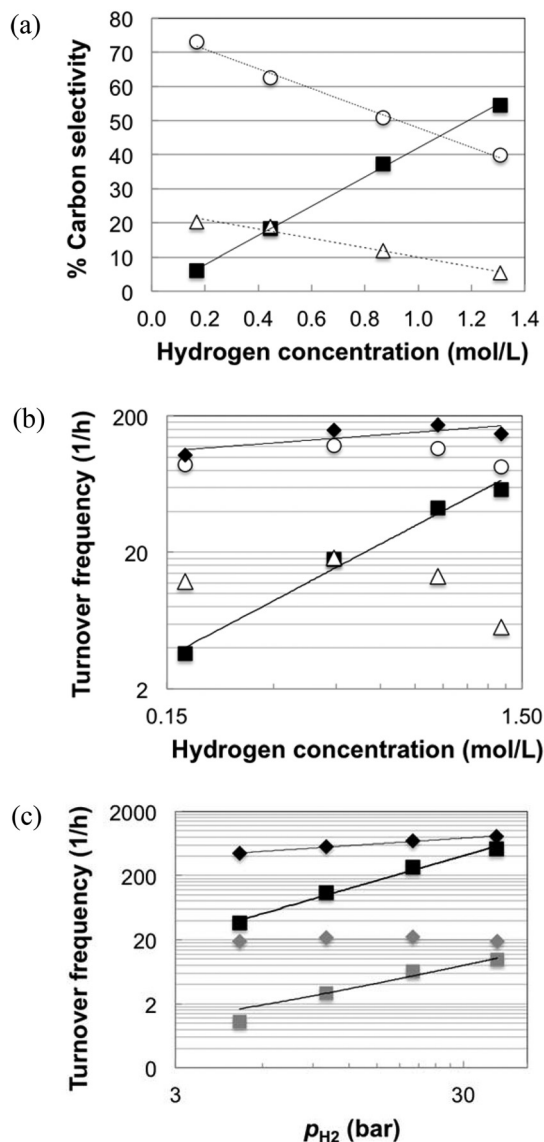 (a)
80
70
60
50
40
30
20
10
0
% Carbon selectivity
0.0 0.2 0.4 0.6 0.8 1.0 1.2 1.4
Hydrogen concentration (mol/L)
(b)
200
20
2
Turnover frequency (1/h)
0.15 1.50
Hydrogen concentration (mol/L)
(c)
2000
200
20
2
0
Turnover frequency (1/h)
3 30
pH2 (bar)